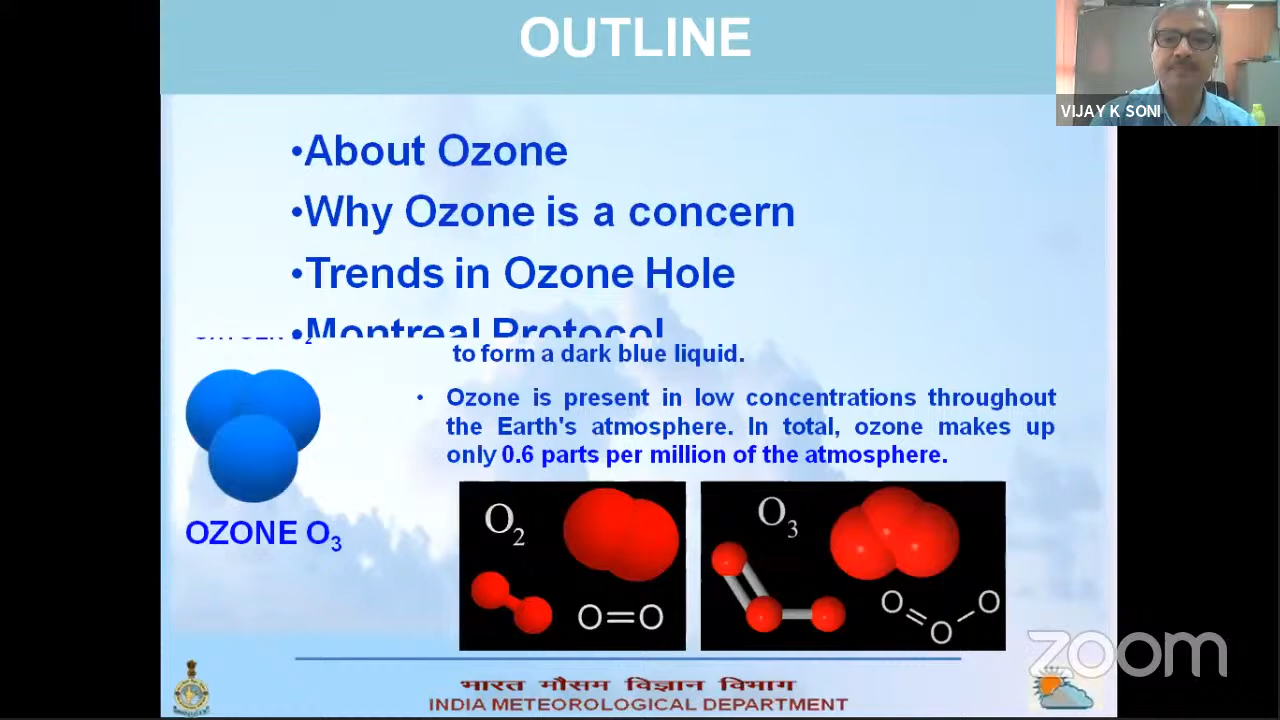 OUTLINE
VIJAY K SONI
•About Ozone
•Why Ozone is a concern
•Trends in Ozone Hole
•Montreal Protocol
to form a dark blue liquid.
• Ozone is present in low concentrations throughout
the Earth's atmosphere. In total, ozone makes up
only 0.6 parts per million of the atmosphere.
OZONE O3
O2
O=O
O3
O=O-O
zoom
भारत मौसम विज्ञान विभाग
INDIA METEOROLOGICAL DEPARTMENT